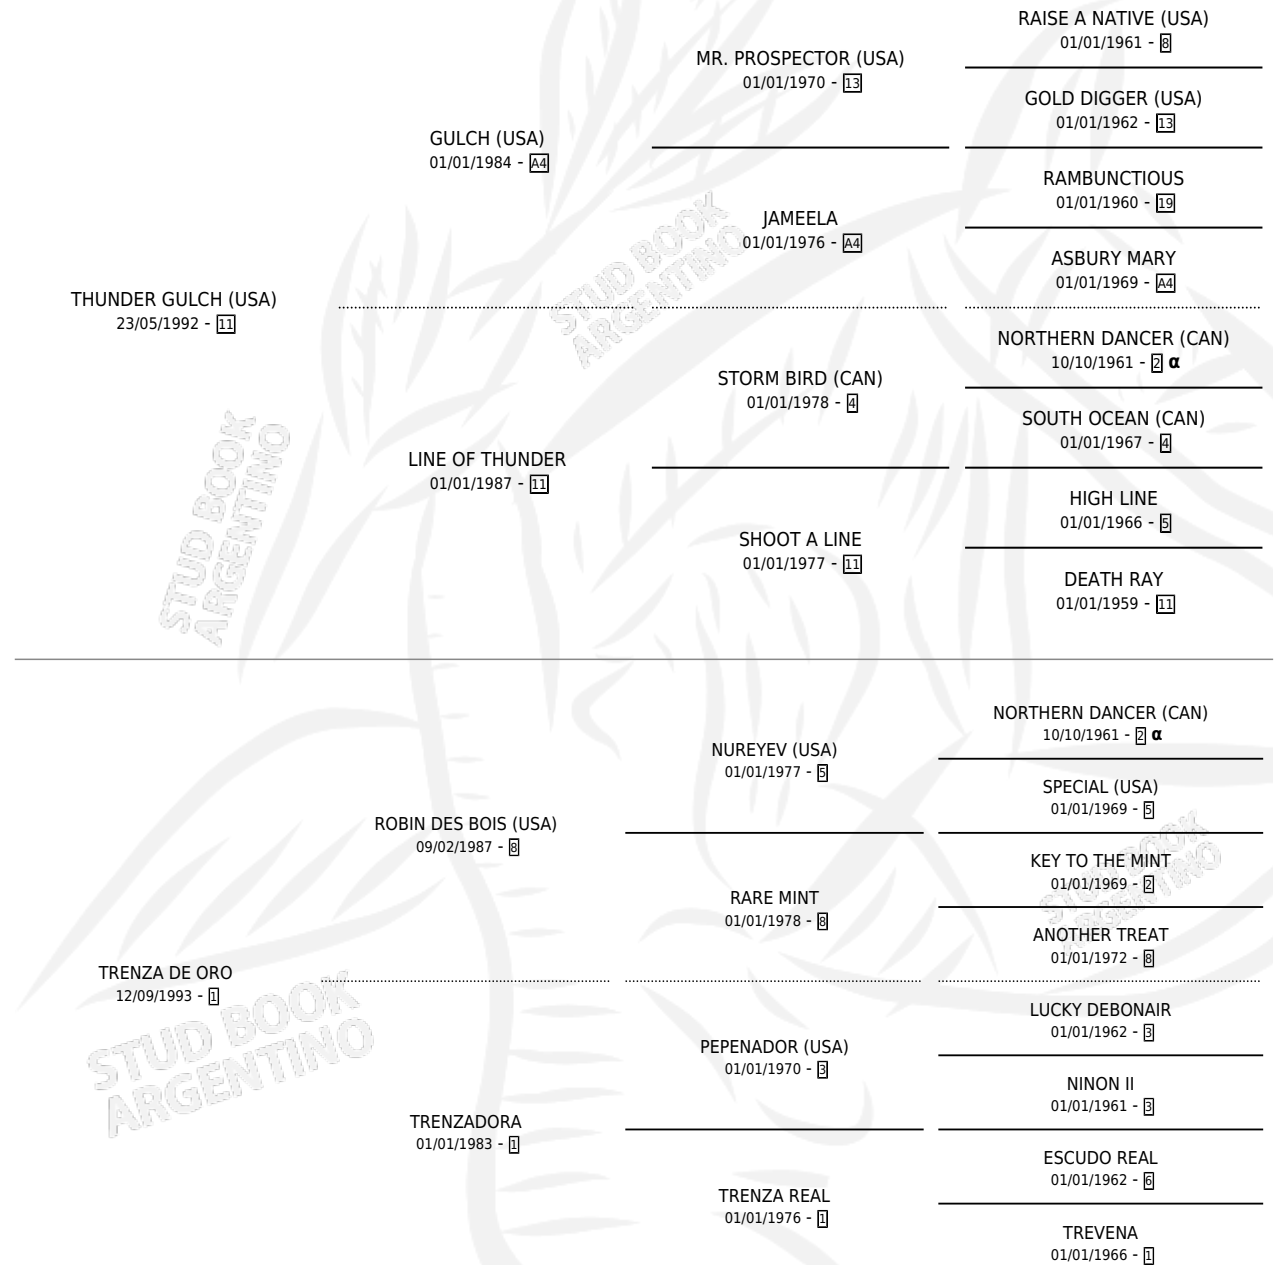 RAISE A NATIVE (USA)
01/01/1961 - 8
MR. PROSPECTOR (USA)
01/01/1970 - 13
GOLD DIGGER (USA)
01/01/1962 - 13
GULCH (USA)
01/01/1984 - A4
RAMBUNCTIOUS
01/01/1960 - 19
JAMEELA
01/01/1976 - A4
ASBURY MARY
01/01/1969 - A4
THUNDER GULCH (USA)
23/05/1992 - 11
NORTHERN DANCER (CAN)
10/10/1961 - 2 α
STORM BIRD (CAN)
01/01/1978 - 4
SOUTH OCEAN (CAN)
01/01/1967 - 4
LINE OF THUNDER
01/01/1987 - 11
HIGH LINE
01/01/1966 - 5
SHOOT A LINE
01/01/1977 - 11
DEATH RAY
01/01/1959 - 11
NORTHERN DANCER (CAN)
10/10/1961 - 2 α
NUREYEV (USA)
01/01/1977 - 5
SPECIAL (USA)
01/01/1969 - 5
ROBIN DES BOIS (USA)
09/02/1987 - 8
KEY TO THE MINT
01/01/1969 - 2
RARE MINT
01/01/1978 - 8
ANOTHER TREAT
01/01/1972 - 8
TRENZA DE ORO
12/09/1993 - 1
LUCKY DEBONAIR
01/01/1962 - 3
PEPENADOR (USA)
01/01/1970 - 3
NINON II
01/01/1961 - 3
TRENZADORA
01/01/1983 - 1
ESCUDO REAL
01/01/1962 - 6
TRENZA REAL
01/01/1976 - 1
TREVENA
01/01/1966 - 1
STUD BOOK
ARGENTINO
STUD BOOK
ARGENTINO
STUD BOOK
ARGENTINO
STUD BOOK
ARGENTINO